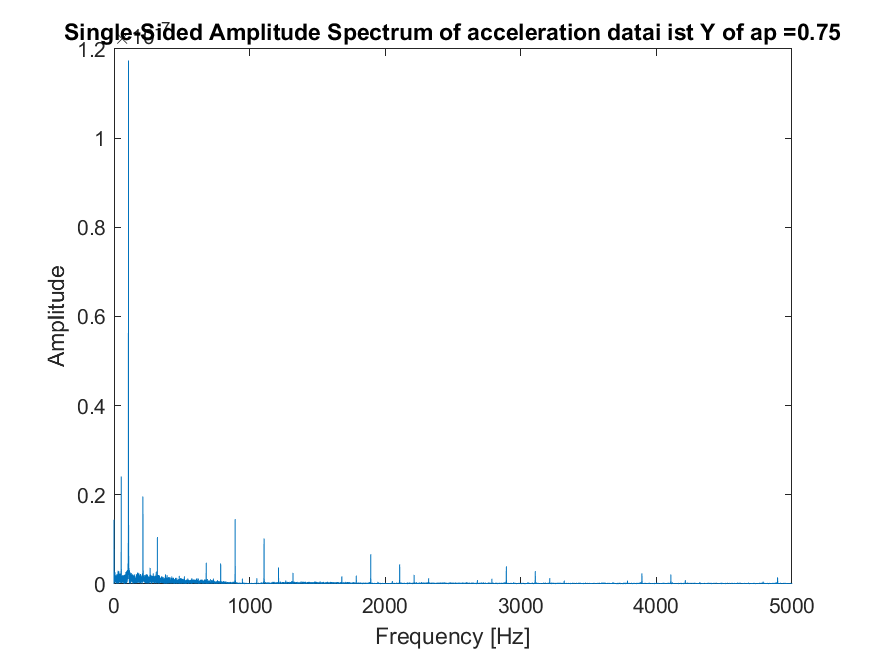 Single-Sided Amplitude Spectrum of acceleration datai ist Y of ap =0.75
1.2
1
0.8
0.6
0.4
0.2
0
Amplitude
0 1000 2000 3000 4000 5000
Frequency [Hz]